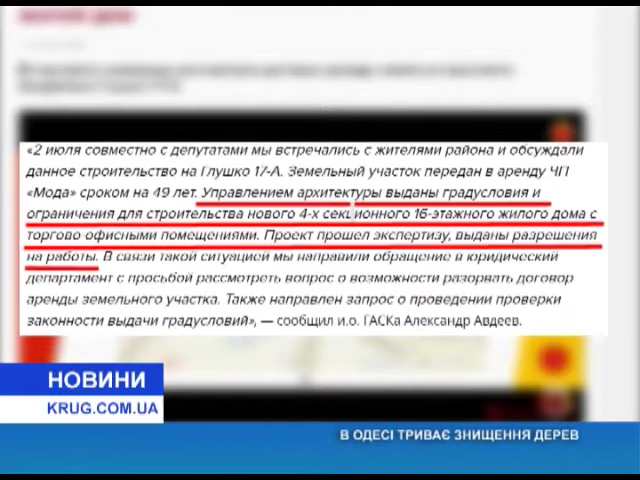 «2 июля совместно с депутатами мы встречались с жителями района и обсуждали
данное строительство на Глушко 17-А. Земельный участок передан в аренду ЧП
«Мода» сроком на 49 лет. Управлением архитектуры выданы градусловия и
ограничения для строительства нового 4-х секционного 16-этажного жилого дома с
торгово офисными помещениями. Проект прошел экспертизу, выданы разрешения
на работы. В связи такой ситуацией мы направили обращение в юридический
департамент с просьбой рассмотреть вопрос о возможности разорвать договор
аренды земельного участка. Также направлен запрос о проведении проверки
законности выдачи градусловий», — сообщил и.о. ГАСКа Александр Авдеев.
НОВИНИ
KRUG.COM.UA
В ОДЕСІ ТРИВАЄ ЗНИЩЕННЯ ДЕРЕВ